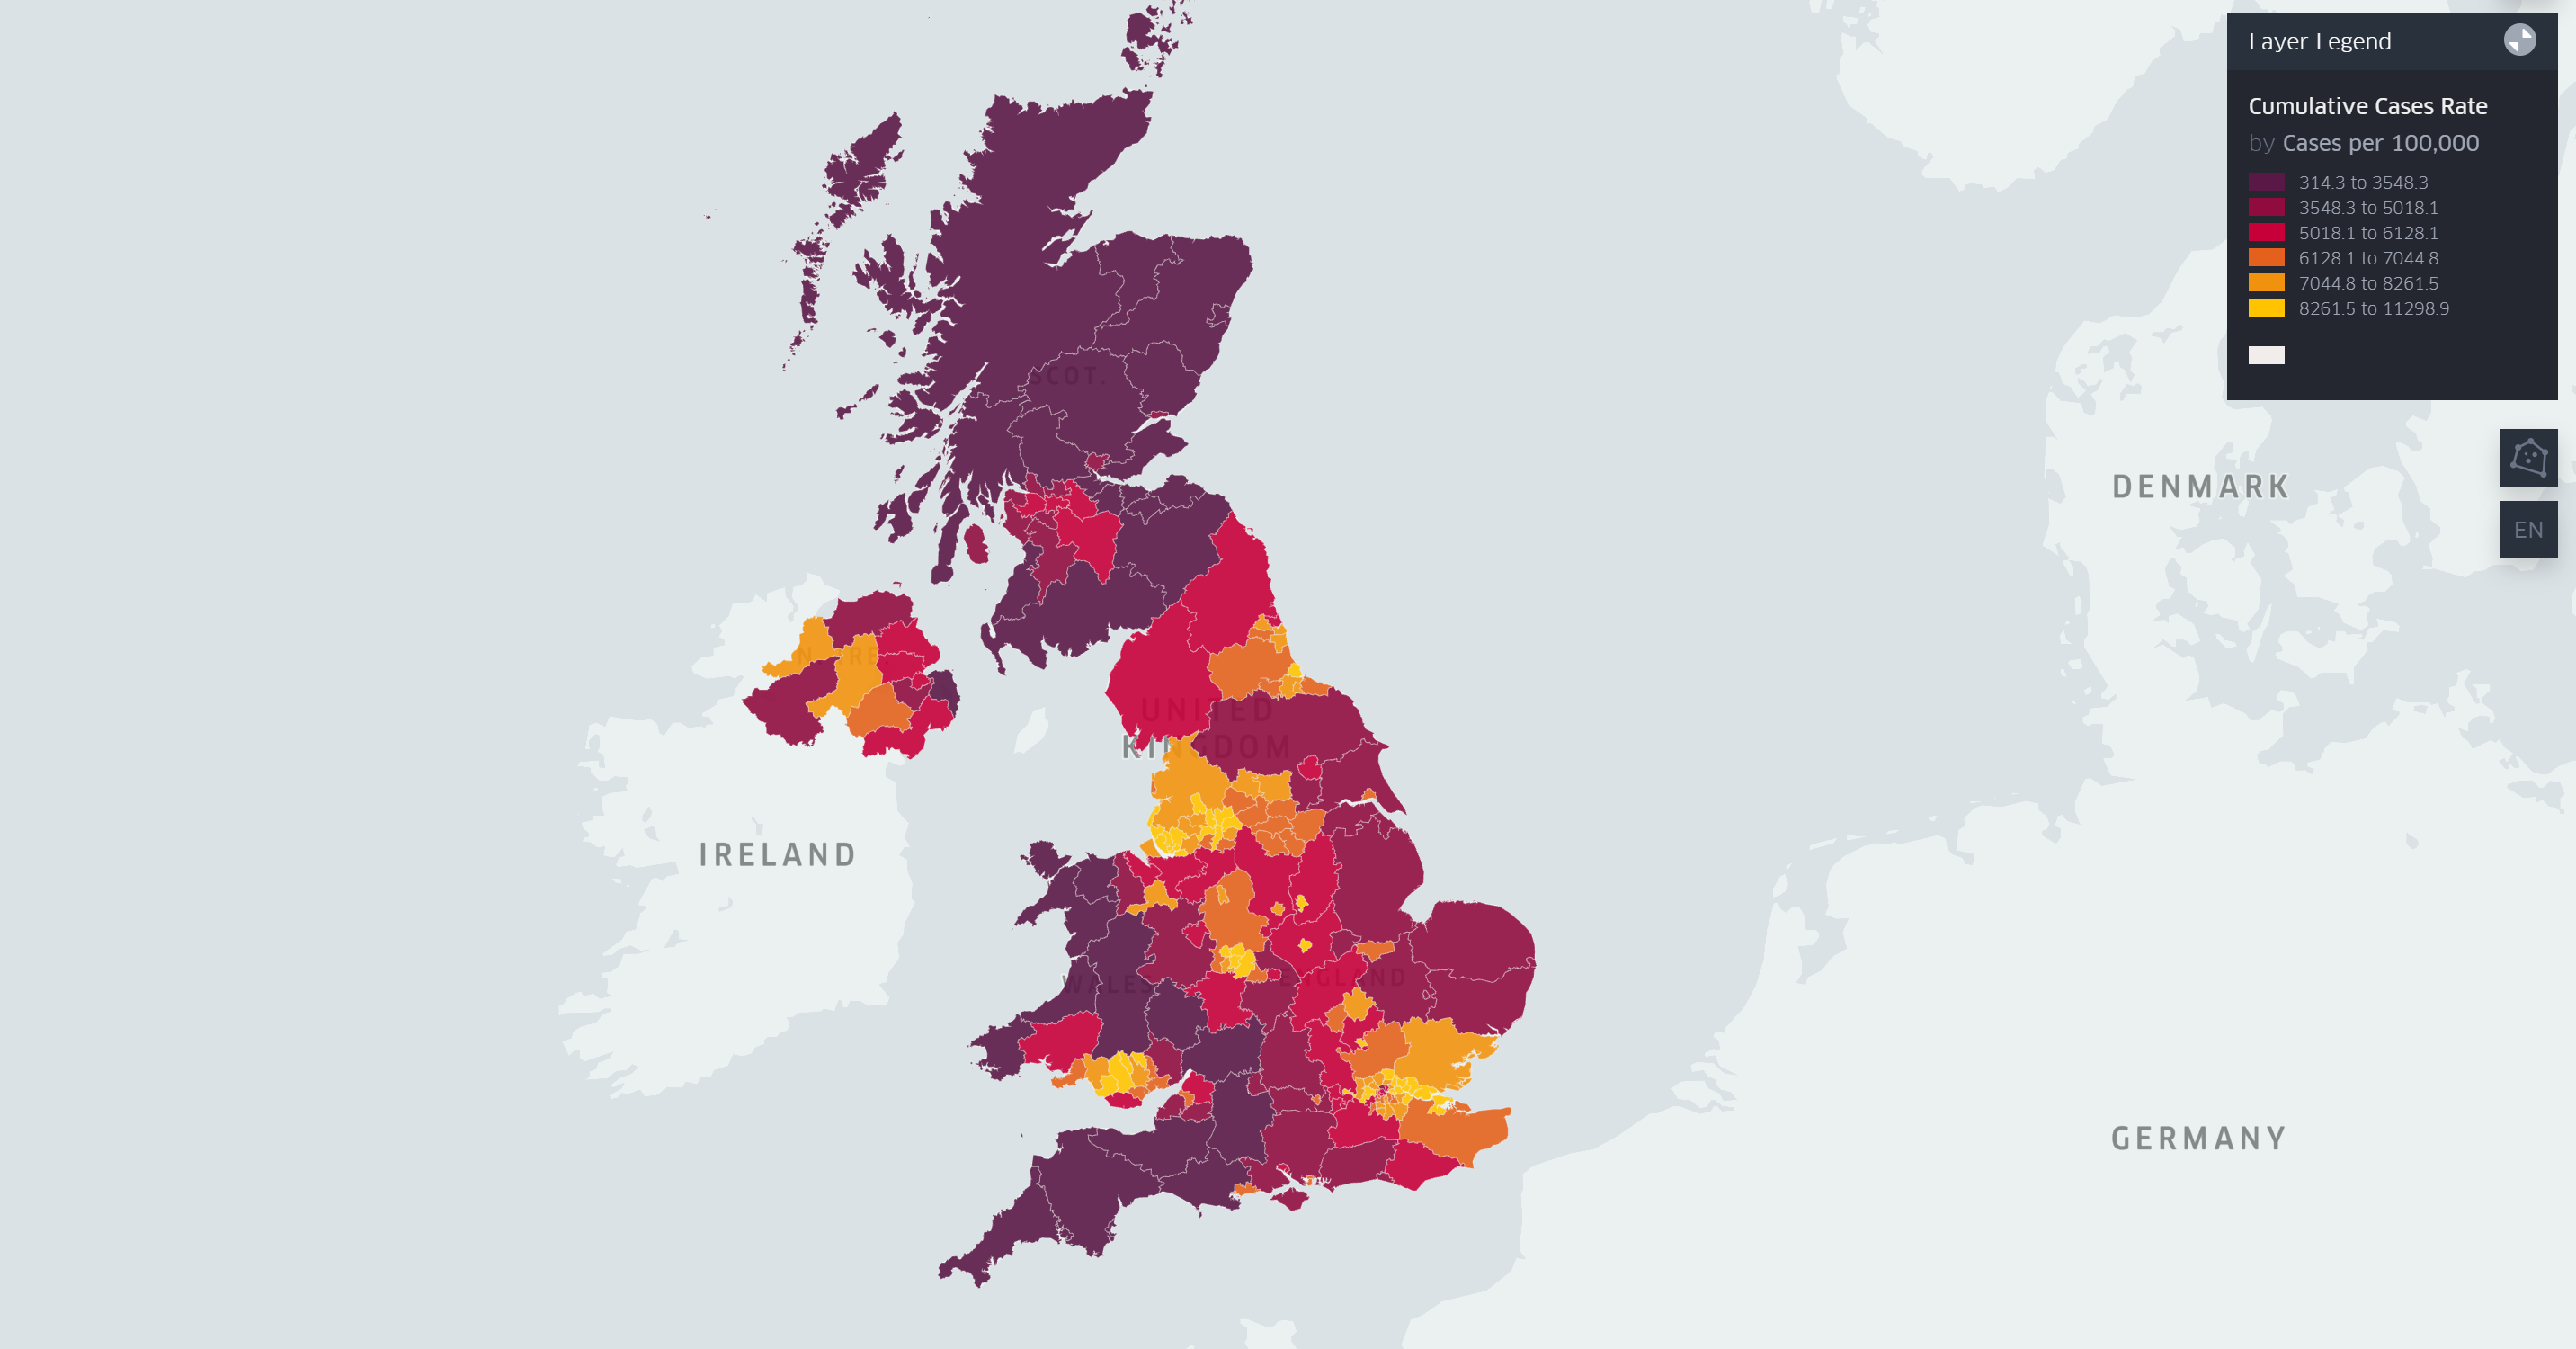 Layer Legend
Cumulative Cases Rate
by Cases per 100,000
314.3 to 3548.3
3548.3 to 5018.1
5018.1 to 6128.1
6128.1 to 7044.8
7044.8 to 8261.5
8261.5 to 11298.9
EN
SCOT.
DENMARK
UNITED
KINGDOM
IRELAND
WALES
ENGLAND
GERMANY